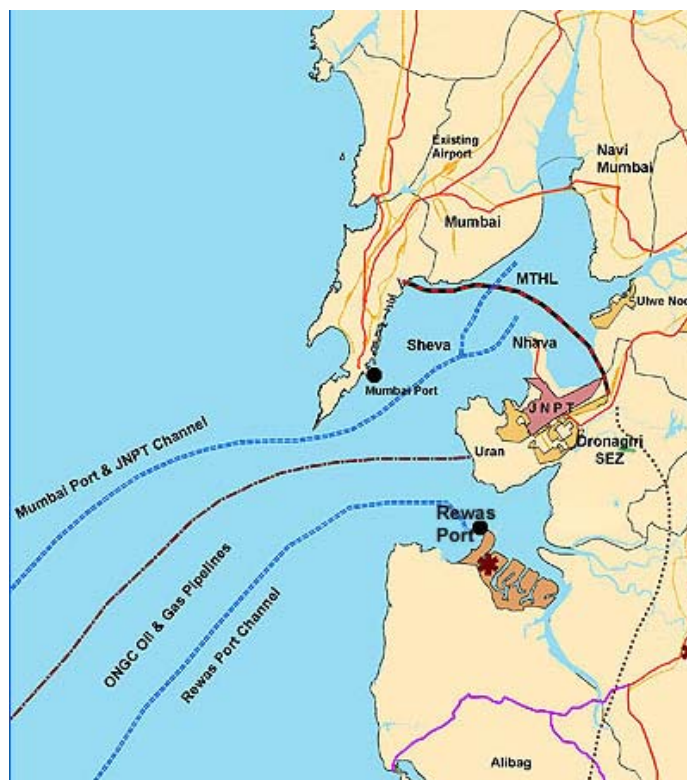 Existing
Airport
Navi
Mumbai
Mumbai
MTHL
Ulwe Nod
Sheva
Nhava
Mumbai Port
JNPT
Uran
Dronagiri
SEZ
Mumbai Port & JNPT Channel
Rewas
Port
ONGC Oil & Gas Pipelines
Rewas Port Channel
Alibag